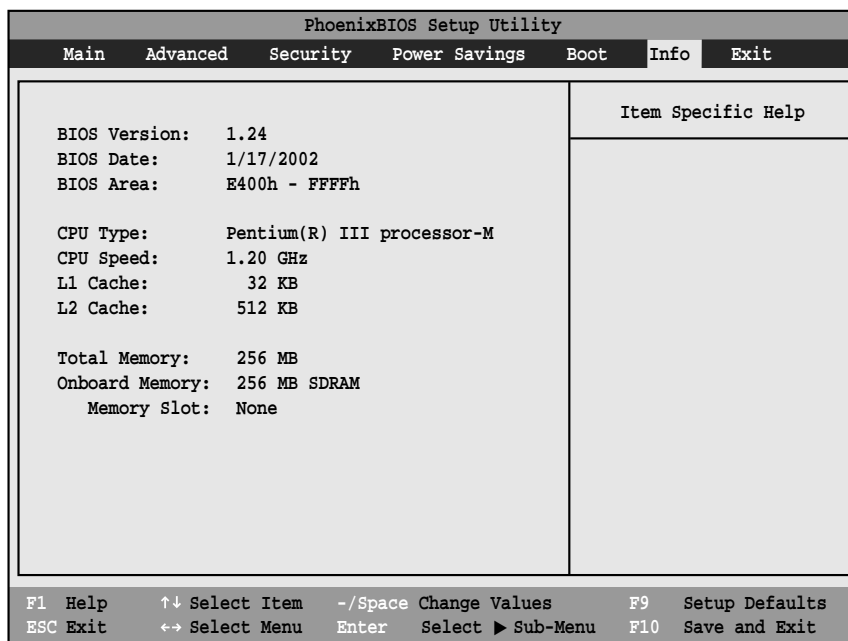 PhoenixBIOS Setup Utility
Main Advanced Security Power Savings Boot Info Exit
Item Specific Help
BIOS Version: 1.24
BIOS Date: 1/17/2002
BIOS Area: E400h - FFFFh
CPU Type: Pentium(R) III processor-M
CPU Speed: 1.20 GHz
L1 Cache: 32 KB
L2 Cache: 512 KB
Total Memory: 256 MB
Onboard Memory: 256 MB SDRAM
Memory Slot: None
F1 Help ↑↓ Select Item -/Space Change Values F9 Setup Defaults
ESC Exit ←→ Select Menu Enter Select ▶ Sub-Menu F10 Save and Exit